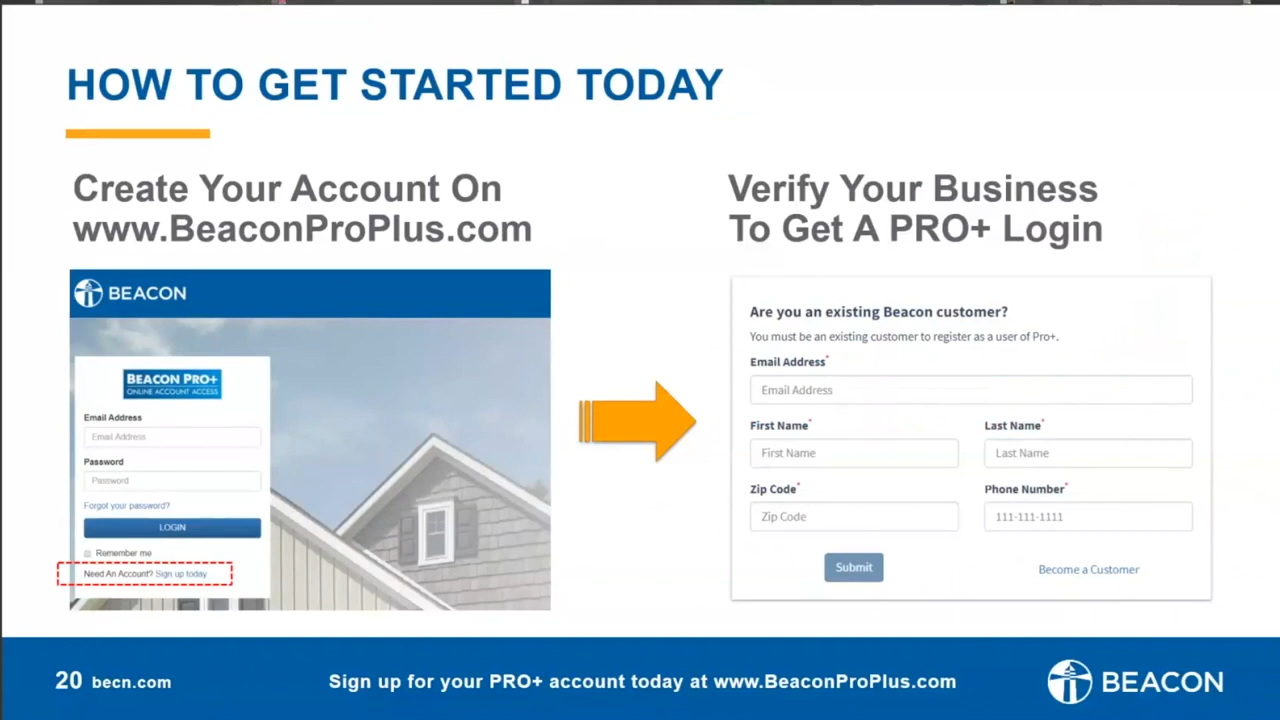 HOW TO GET STARTED TODAY
Create Your Account On
www.BeaconProPlus.com
BEACON
BEACON PRO+
ONLINE ACCOUNT ACCESS
Email Address
Email Address
Password
Password
Forgot your password?
LOGIN
Remember me
Need An Account? Sign up today
Verify Your Business
To Get A PRO+ Login
Are you an existing Beacon customer?
You must be an existing customer to register as a user of Pro+.
Email Address*
Email Address
First Name* Last Name*
First Name Last Name
Zip Code* Phone Number*
Zip Code 111-111-1111
Submit Become a Customer
20 becn.com Sign up for your PRO+ account today at www.BeaconProPlus.com BEACON